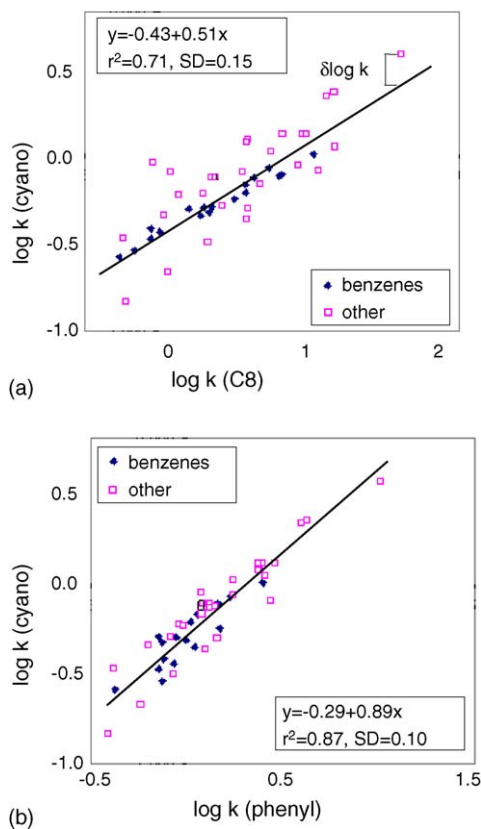 y=-0.43+0.51x
r²=0.71, SD=0.15
δlog k
0.5
0.0
-0.5
-1.0
log k (cyano)
benzenes
other
0 1 2
log k (C8)
(a)
benzenes
other
0.5
0.0
-0.5
-1.0
log k (cyano)
y=-0.29+0.89x
r²=0.87, SD=0.10
-0.5 0.5 1.5
log k (phenyl)
(b)